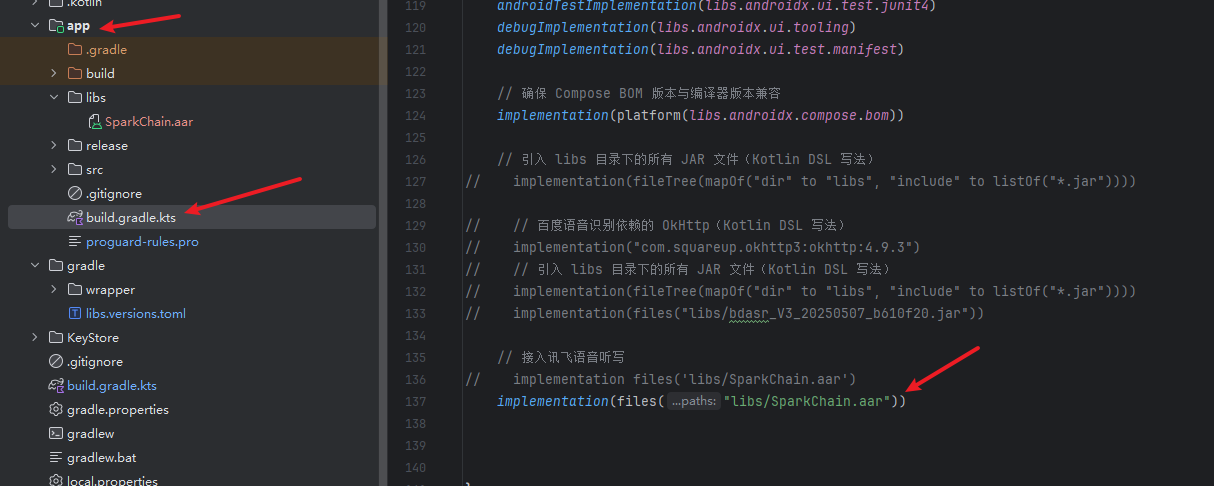 .kotlin
app
.gradle
build
libs
SparkChain.aar
release
src
.gitignore
build.gradle.kts
proguard-rules.pro
gradle
wrapper
libs.versions.toml
KeyStore
.gitignore
build.gradle.kts
gradle.properties
gradlew
gradlew.bat
local.properties
119 androidTestImplementation(libs.androidx.ui.test.junit4)
120 debugImplementation(libs.androidx.ui.tooling)
121 debugImplementation(libs.androidx.ui.test.manifest)
122
123 // 确保 Compose BOM 版本与编译器版本兼容
124 implementation(platform(libs.androidx.compose.bom))
125
126 // 引入 libs 目录下的所有 JAR 文件（Kotlin DSL 写法）
127 // implementation(fileTree(mapOf("dir" to "libs", "include" to listOf("*.jar"))))
128
129 // // 百度语音识别依赖的 OkHttp（Kotlin DSL 写法）
130 // implementation("com.squareup.okhttp3:okhttp:4.9.3")
131 // // 引入 libs 目录下的所有 JAR 文件（Kotlin DSL 写法）
132 // implementation(fileTree(mapOf("dir" to "libs", "include" to listOf("*.jar"))))
133 // implementation(files("libs/bdasr_V3_20250507_b610f20.jar"))
134
135 // 接入讯飞语音听写
136 // implementation files('libs/SparkChain.aar')
137 implementation(files( ...paths: "libs/SparkChain.aar"))
138
139
140